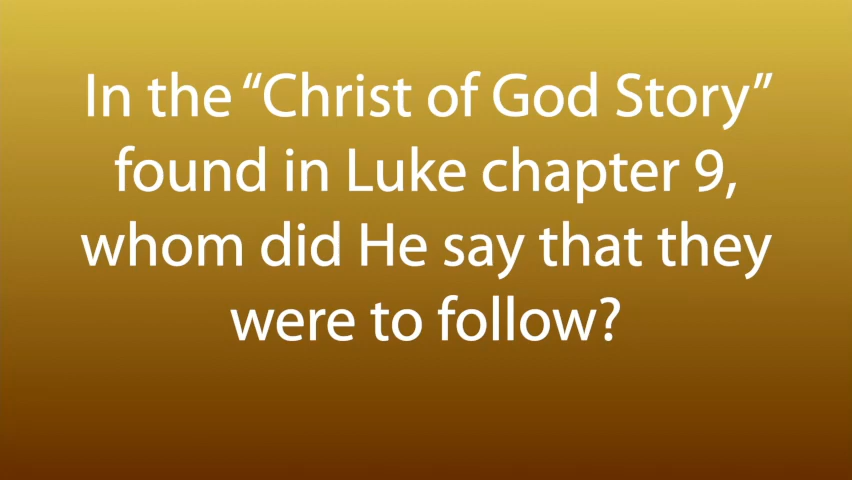 In the “Christ of God Story”
found in Luke chapter 9,
whom did He say that they
were to follow?